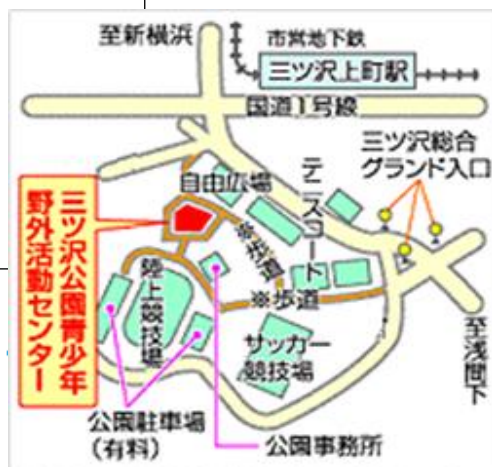 至新横浜
市営地下鉄
三ツ沢上町駅
国道1号線
三ツ沢総合
グランド入口
自由広場
テニスコート
三ツ沢公園青少年
野外活動センター
※歩道
※歩道
陸上競技場
サッカー
競技場
至浅間下
公園駐車場
(有料)
公園事務所